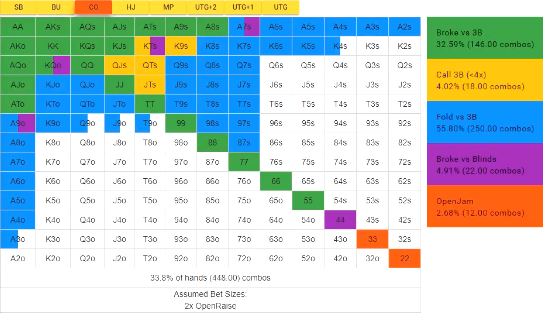 SB BU CO HJ MP UTG+2 UTG+1 UTG
AA AKs AQs AJs ATs A9s A8s A7s A6s A5s A4s A3s A2s
AKo KK KQs KJs KTs K9s K8s K7s K6s K5s K4s K3s K2s
AQo KQo QQ QJs QTs Q9s Q8s Q7s Q6s Q5s Q4s Q3s Q2s
AJo KJo QJo JJ JTs J9s J8s J7s J6s J5s J4s J3s J2s
ATo KTo QTo JTo TT T9s T8s T7s T6s T5s T4s T3s T2s
A9o K9o Q9o J9o T9o 99 98s 97s 96s 95s 94s 93s 92s
A8o K8o Q8o J8o T8o 98o 88 87s 86s 85s 84s 83s 82s
A7o K7o Q7o J7o T7o 97o 87o 77 76s 75s 74s 73s 72s
A6o K6o Q6o J6o T6o 96o 86o 76o 66 65s 64s 63s 62s
A5o K5o Q5o J5o T5o 95o 85o 75o 65o 55 54s 53s 52s
A4o K4o Q4o J4o T4o 94o 84o 74o 64o 54o 44 43s 42s
A3o K3o Q3o J3o T3o 93o 83o 73o 63o 53o 43o 33 32s
A2o K2o Q2o J2o T2o 92o 82o 72o 62o 52o 42o 32o 22
33.8% of hands (448.00) combos
Assumed Bet Sizes:
2x OpenRaise
Broke vs 3B
32.59% (146.00 combos)
Call 3B (<4x)
4.02% (18.00 combos)
Fold vs 3B
55.80% (250.00 combos)
Broke vs Blinds
4.91% (22.00 combos)
OpenJam
2.68% (12.00 combos)